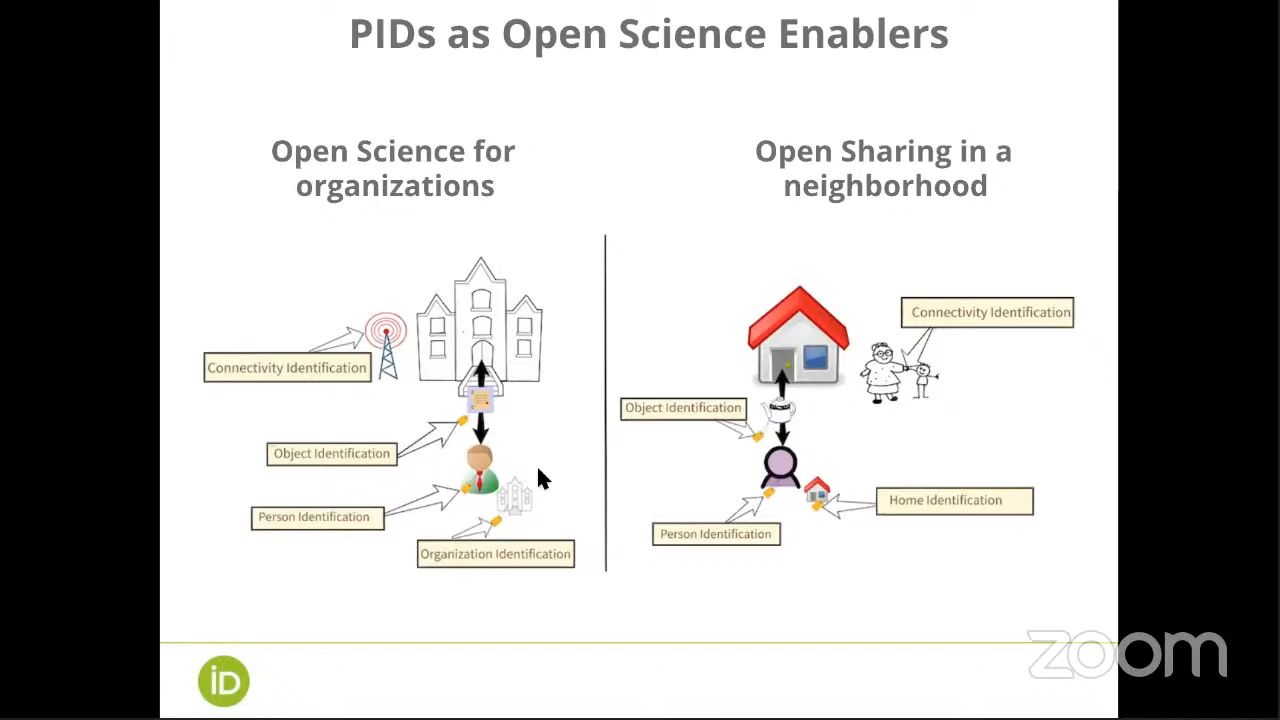 PIDs as Open Science Enablers
Open Science for
organizations
Connectivity Identification
Object Identification
Person Identification
Organization Identification
Open Sharing in a
neighborhood
Connectivity Identification
Object Identification
Home Identification
Person Identification
iD
zoom